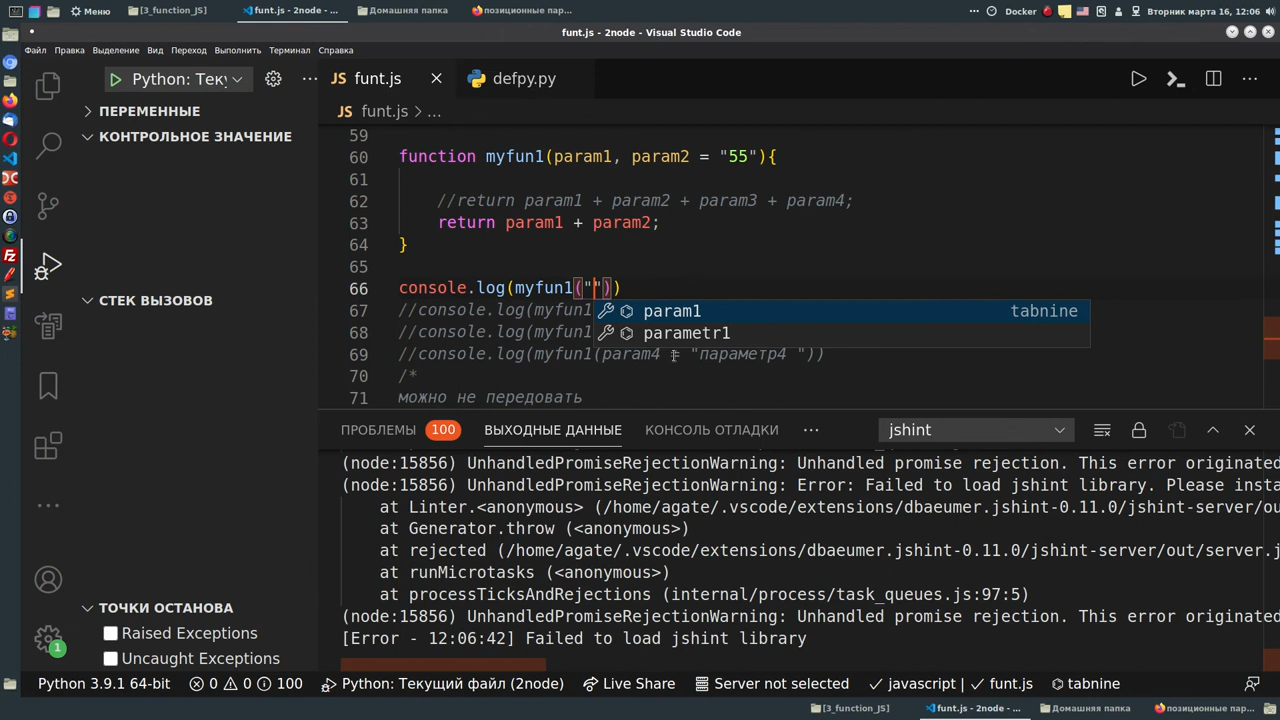 Меню
[3_function_JS]
funt.js - 2node - ...
Домашняя папка
позиционные пар...
Docker
Вторник марта 16, 12:06
funt.js - 2node - Visual Studio Code
Файл Правка Выделение Вид Переход Выполнить Терминал Справка
Python: Теку
...
JS funt.js
defpy.py
...
ПЕРЕМЕННЫЕ
JS funt.js > ...
КОНТРОЛЬНОЕ ЗНАЧЕНИЕ
59
60 function myfun1(param1, param2 = "55"){
61
62 //return param1 + param2 + param3 + param4;
63 return param1 + param2;
64 }
65
66 console.log(myfun1(""))
67 //console.log(myfun1
param1 tabnine
68 //console.log(myfun1
parametr1
69 //console.log(myfun1(param4 = "параметр4 "))
70 /*
71 можно не передовать
СТЕК ВЫЗОВОВ
ПРОБЛЕМЫ 100 ВЫХОДНЫЕ ДАННЫЕ КОНСОЛЬ ОТЛАДКИ ... jshint
(node:15856) UnhandledPromiseRejectionWarning: Unhandled promise rejection. This error originated
(node:15856) UnhandledPromiseRejectionWarning: Error: Failed to load jshint library. Please insta
at Linter.<anonymous> (/home/agate/.vscode/extensions/dbaeumer.jshint-0.11.0/jshint-server/ou
at Generator.throw (<anonymous>)
at rejected (/home/agate/.vscode/extensions/dbaeumer.jshint-0.11.0/jshint-server/out/server.j
at runMicrotasks (<anonymous>)
at processTicksAndRejections (internal/process/task_queues.js:97:5)
(node:15856) UnhandledPromiseRejectionWarning: Unhandled promise rejection. This error originated
[Error - 12:06:42] Failed to load jshint library
ТОЧКИ ОСТАНОВА
Raised Exceptions
Uncaught Exceptions
1
Python 3.9.1 64-bit 0 0 100 Python: Текущий файл (2node) Live Share Server not selected javascript | funt.js tabnine
[3_function_JS]
funt.js - 2node - ...
Домашняя папка
позиционные пар...